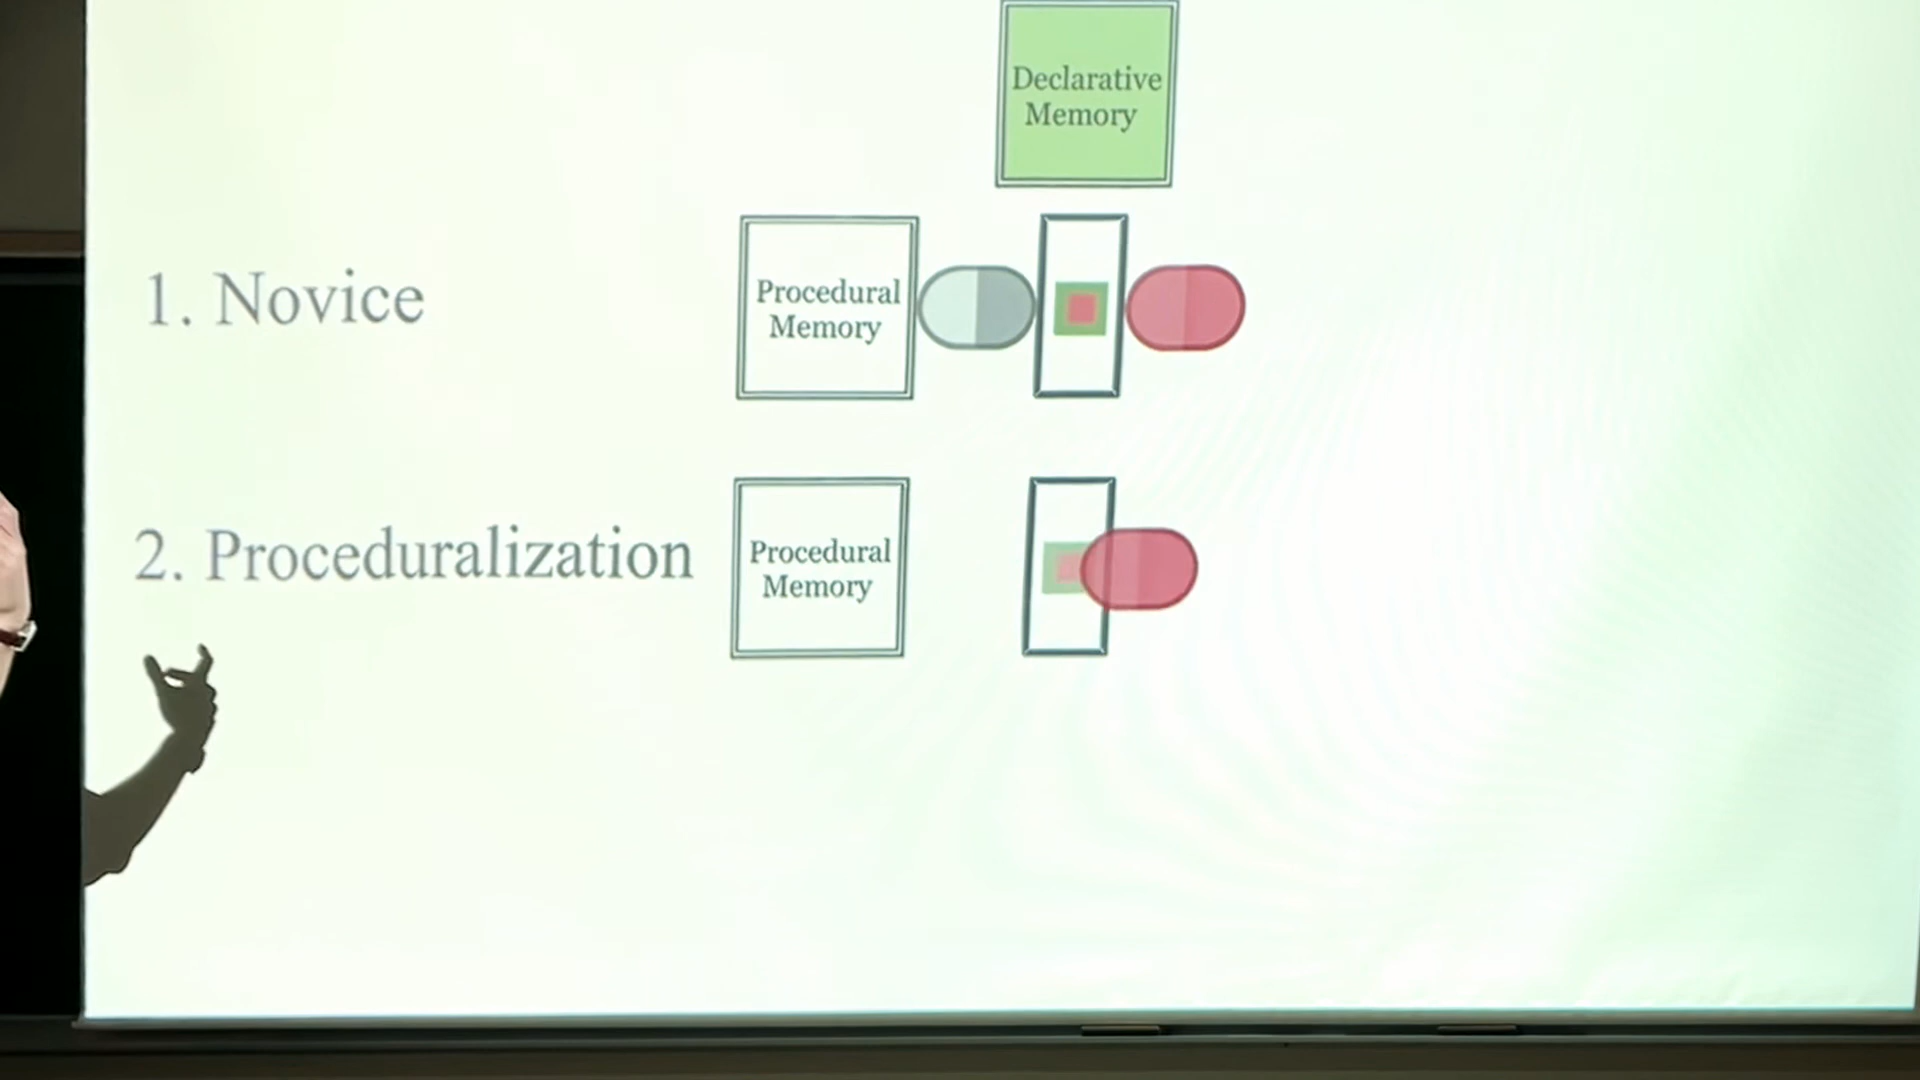 Declarative
Memory
1. Novice
Procedural
Memory
2. Proceduralization
Procedural
Memory